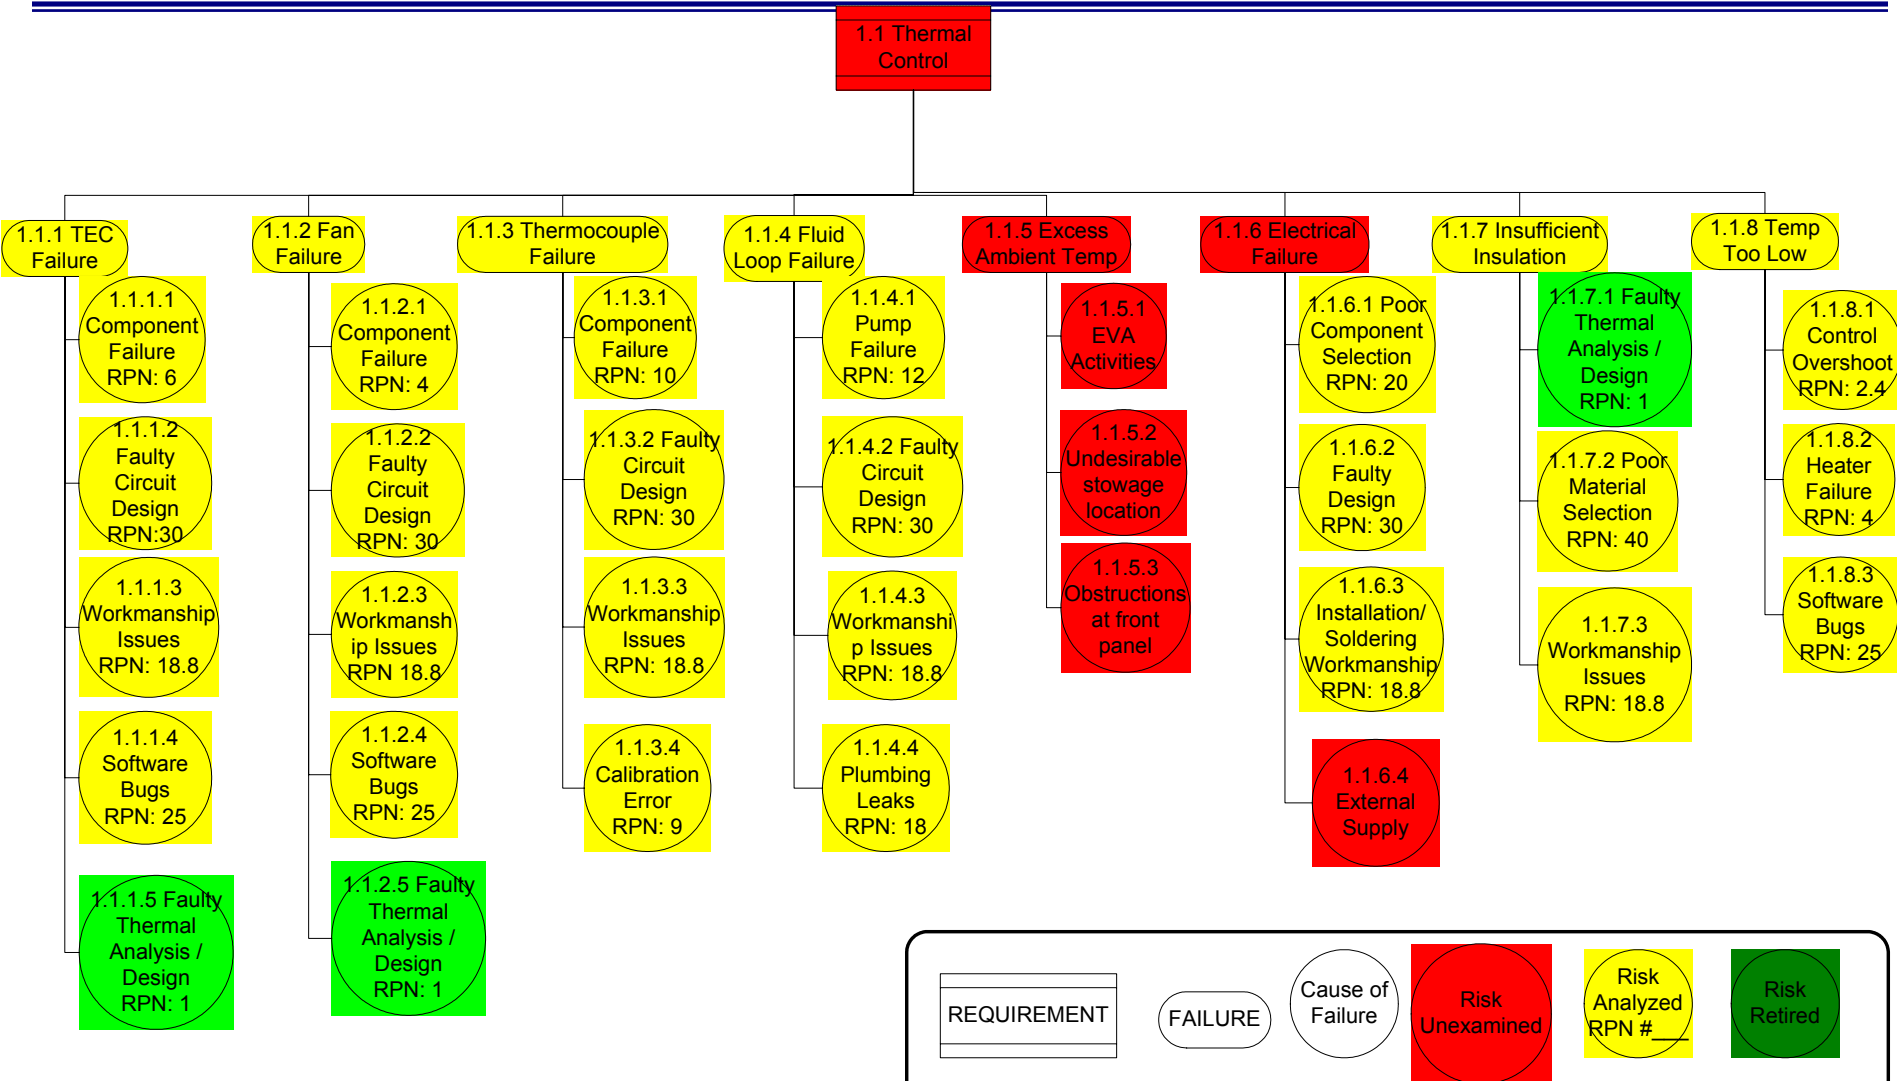 1.1 Thermal
Control
1.1.1 TEC
Failure
1.1.1.1
Component
Failure
RPN: 6
1.1.1.2
Faulty
Circuit
Design
RPN:30
1.1.1.3
Workmanship
Issues
RPN: 18.8
1.1.1.4
Software
Bugs
RPN: 25
1.1.1.5 Faulty
Thermal
Analysis /
Design
RPN: 1
1.1.2 Fan
Failure
1.1.2.1
Component
Failure
RPN: 4
1.1.2.2
Faulty
Circuit
Design
RPN: 30
1.1.2.3
Workmansh
ip Issues
RPN 18.8
1.1.2.4
Software
Bugs
RPN: 25
1.1.2.5 Faulty
Thermal
Analysis /
Design
RPN: 1
1.1.3 Thermocouple
Failure
1.1.3.1
Component
Failure
RPN: 10
1.1.3.2 Faulty
Circuit
Design
RPN: 30
1.1.3.3
Workmanship
Issues
RPN: 18.8
1.1.3.4
Calibration
Error
RPN: 9
1.1.4 Fluid
Loop Failure
1.1.4.1
Pump
Failure
RPN: 12
1.1.4.2 Faulty
Circuit
Design
RPN: 30
1.1.4.3
Workmanshi
p Issues
RPN: 18.8
1.1.4.4
Plumbing
Leaks
RPN: 18
1.1.5 Excess
Ambient Temp
1.1.5.1
EVA
Activities
1.1.5.2
Undesirable
stowage
location
1.1.5.3
Obstructions
at front
panel
1.1.6 Electrical
Failure
1.1.6.1 Poor
Component
Selection
RPN: 20
1.1.6.2
Faulty
Design
RPN: 30
1.1.6.3
Installation/
Soldering
Workmanship
RPN: 18.8
1.1.6.4
External
Supply
1.1.7 Insufficient
Insulation
1.1.7.1 Faulty
Thermal
Analysis /
Design
RPN: 1
1.1.7.2 Poor
Material
Selection
RPN: 40
1.1.7.3
Workmanship
Issues
RPN: 18.8
1.1.8 Temp
Too Low
1.1.8.1
Control
Overshoot
RPN: 2.4
1.1.8.2
Heater
Failure
RPN: 4
1.1.8.3
Software
Bugs
RPN: 25
REQUIREMENT
FAILURE
Cause of
Failure
Risk
Unexamined
Risk
Analyzed
RPN #___
Risk
Retired